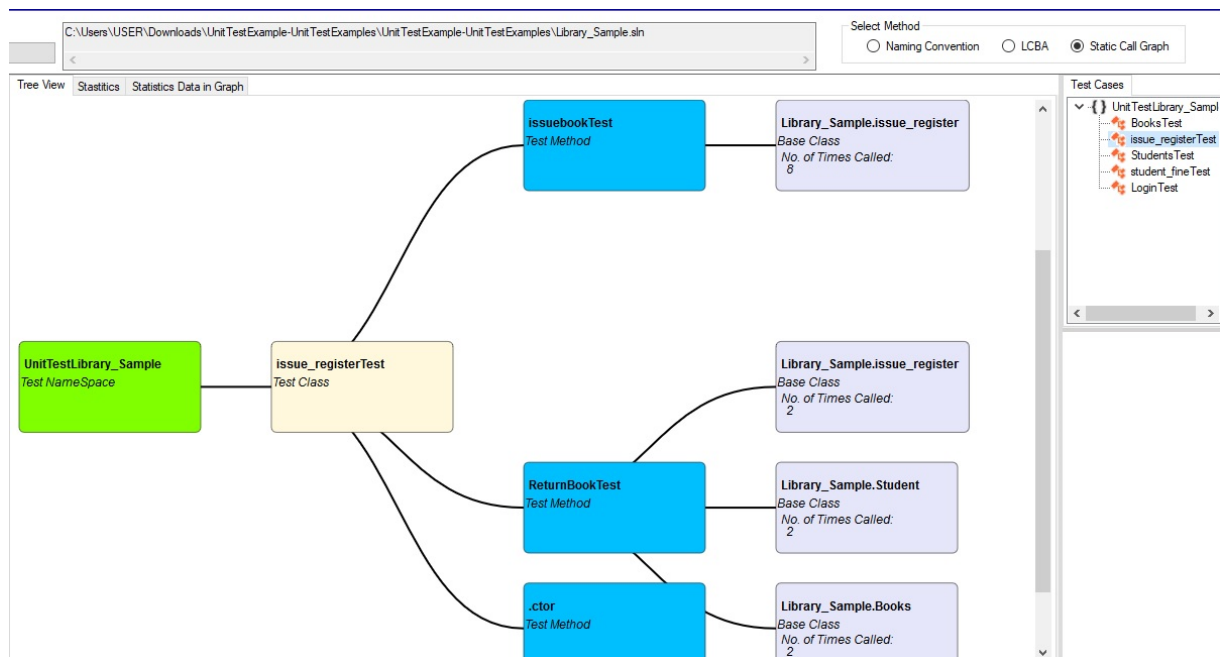 C:\Users\USER\Downloads\UnitTestExample-UnitTestExamples\UnitTestExample-UnitTestExamples\Library_Sample.sln
Select Method
Naming Convention
LCBA
Static Call Graph
Tree View
Stastitics
Statistics Data in Graph
issuebookTest
Test Method
Library_Sample.issue_register
Base Class
No. of Times Called:
8
UnitTestLibrary_Sample
Test NameSpace
issue_registerTest
Test Class
Library_Sample.issue_register
Base Class
No. of Times Called:
2
ReturnBookTest
Test Method
Library_Sample.Student
Base Class
No. of Times Called:
2
.ctor
Test Method
Library_Sample.Books
Base Class
No. of Times Called:
2
Test Cases
{ } UnitTestLibrary_Sampl
BooksTest
issue_registerTest
StudentsTest
student_fineTest
LoginTest